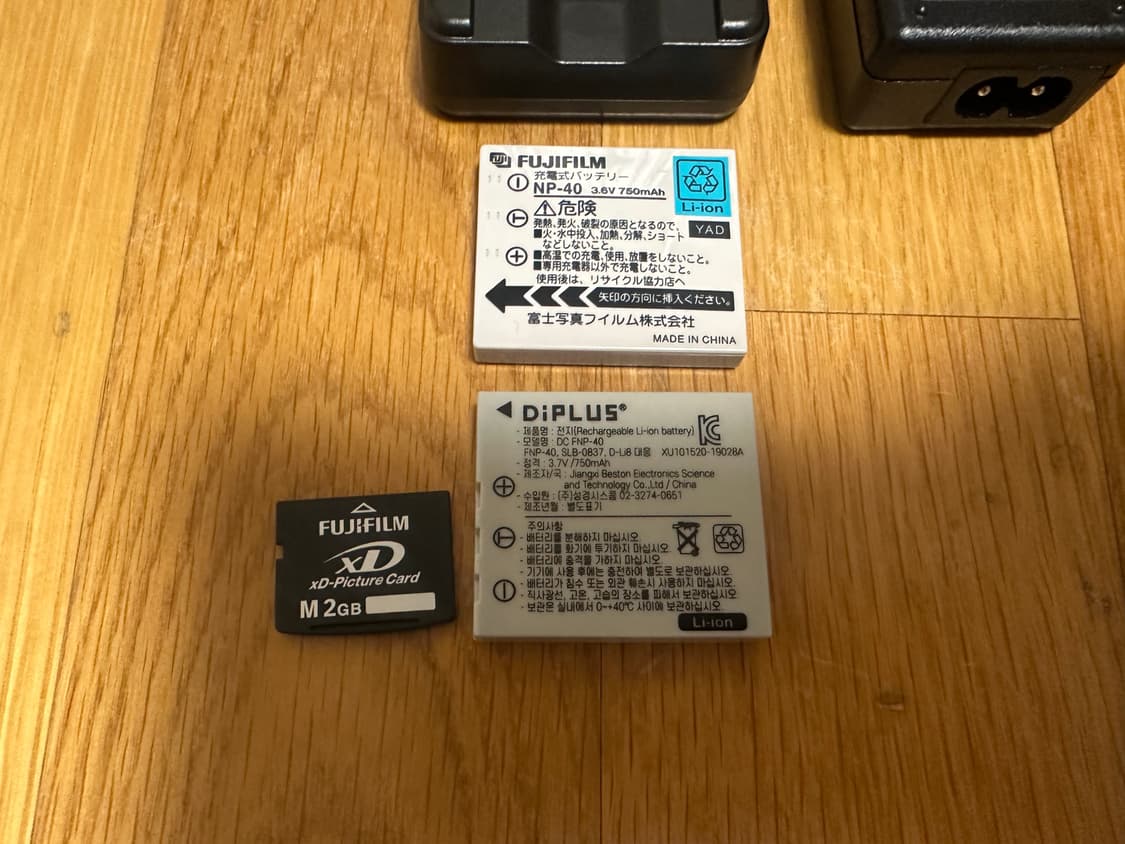 FUJIFILM
充電式バッテリー
NP-40 3.6V 750mAh
Li-ion
危険
YAD
発熱、発火、破裂の原因となるので、
■火・水中投入、加熱、分解、ショート
などしないこと。
■高温での充電、使用、放置をしないこと。
■専用充電器以外で充電しないこと。
使用後は、リサイクル協力店へ
矢印の方向に挿入ください。
富士写真フイルム株式会社
MADE IN CHINA
DiPLUS®
- 제품명 : 전지(Rechargeable Li-ion battery)
- 모델명 : DC FNP-40
FNP-40, SLB-0837, D-Li8 대응 XU101520-19028A
- 정격 : 3.7V /750mAh
- 제조자/국 : Jiangxi Beston Electronics Science
and Technology Co.,Ltd / China
- 수입원 : (주)성경시스콤 02-3274-0651
- 제조년월 : 별도표기
주의사항
- 배터리를 분해하지 마십시오.
- 배터리를 화기에 투기하지 마십시오.
- 배터리에 충격을 가하지 마십시오.
- 기기에 사용 후에는 충전하여 별도로 보관하십시오.
- 배터리가 침수 또는 외관 훼손시 사용하지 마십시오.
- 직사광선, 고온, 고습의 장소를 피해서 보관하십시오.
- 보관온 실내에서 0~+40℃ 사이에 보관하십시오.
Li-ion
FUJIFILM
xD
xD-Picture Card
M 2GB